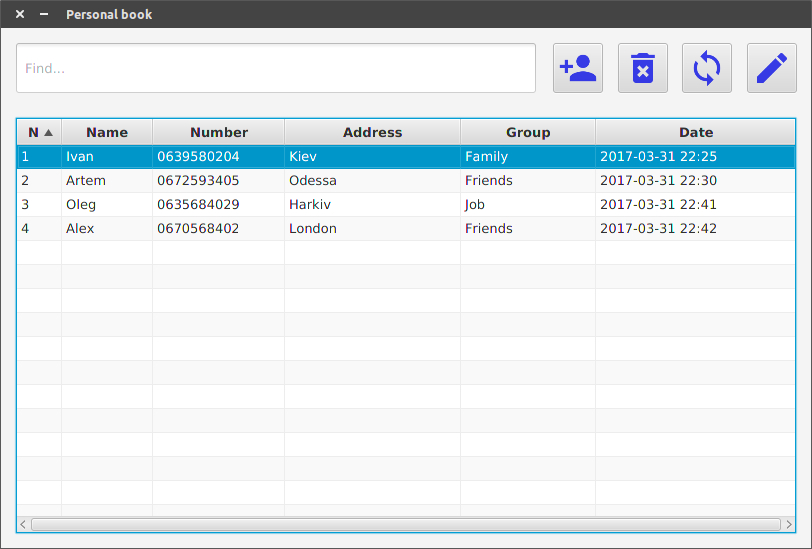 Personal book
Find...
N Name Number Address Group Date
1 Ivan 0639580204 Kiev Family 2017-03-31 22:25
2 Artem 0672593405 Odessa Friends 2017-03-31 22:30
3 Oleg 0635684029 Harkiv Job 2017-03-31 22:41
4 Alex 0670568402 London Friends 2017-03-31 22:42